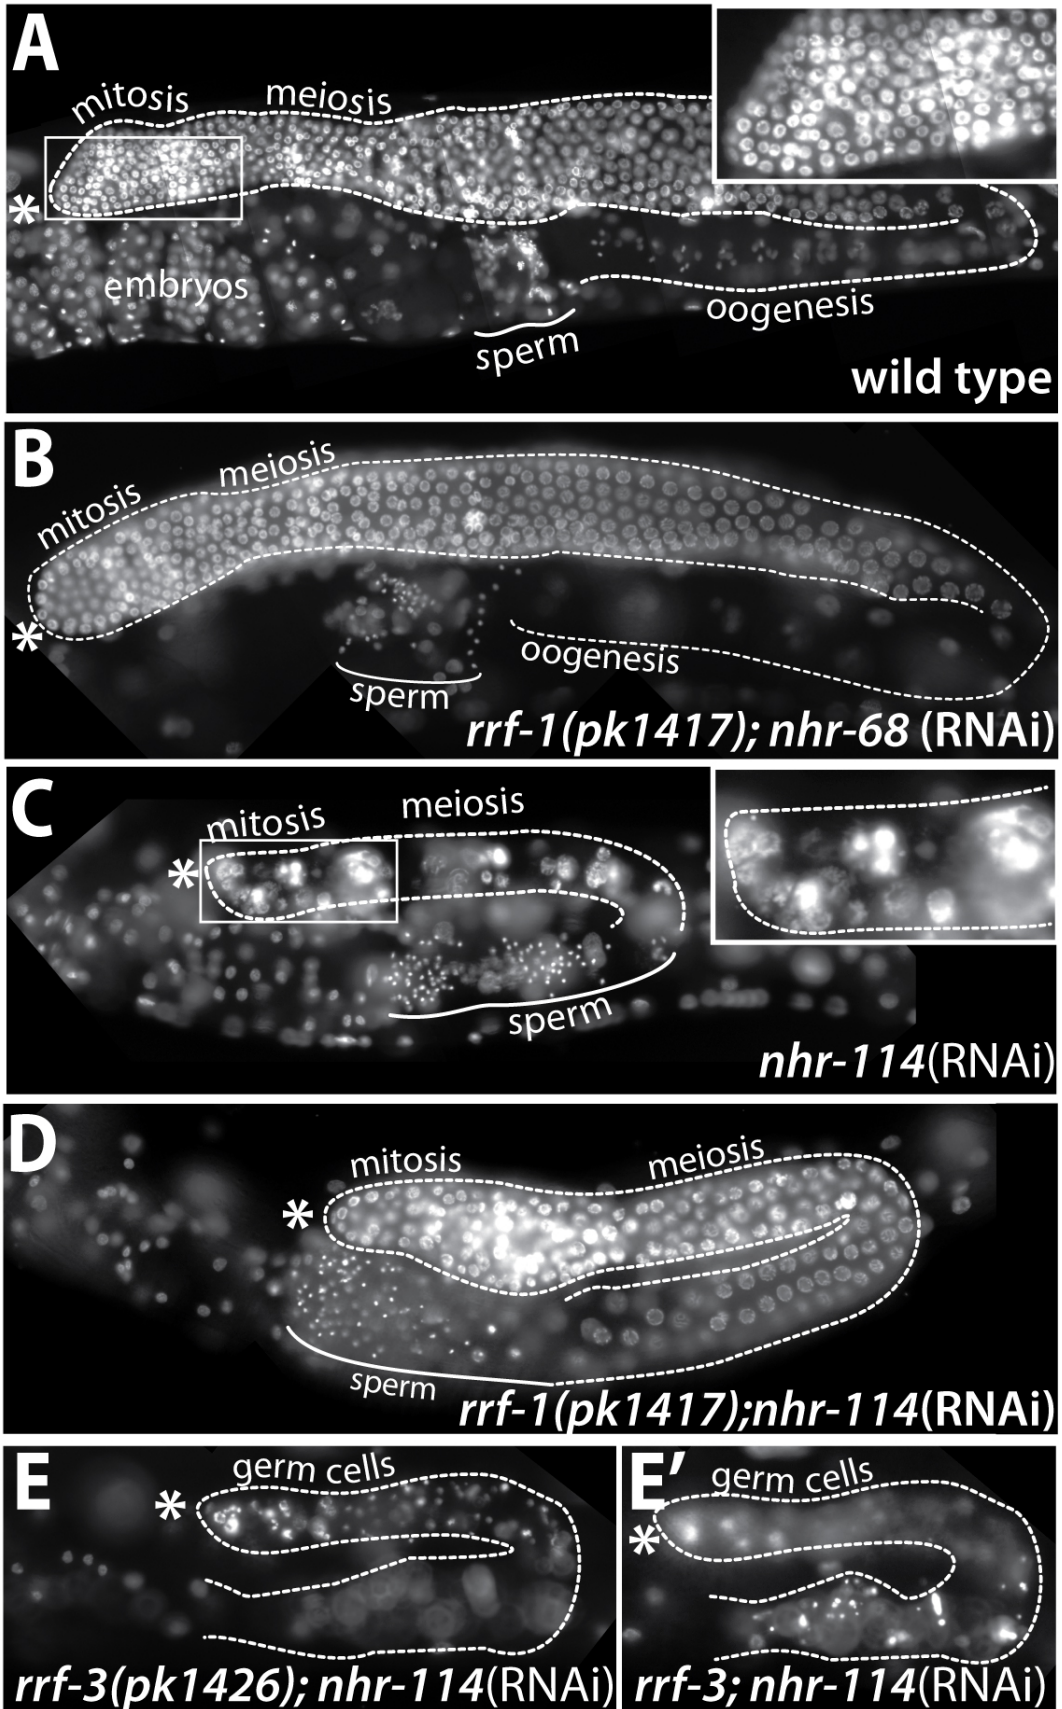 A
mitosis
meiosis
*
embryos
sperm
oogenesis
wild type
B
mitosis
meiosis
*
sperm
oogenesis
rrf-1(pk1417); nhr-68 (RNAi)
C
mitosis
meiosis
*
sperm
nhr-114(RNAi)
D
mitosis
meiosis
*
sperm
rrf-1(pk1417);nhr-114(RNAi)
E
germ cells
*
rrf-3(pk1426); nhr-114(RNAi)
E′
germ cells
*
rrf-3; nhr-114(RNAi)